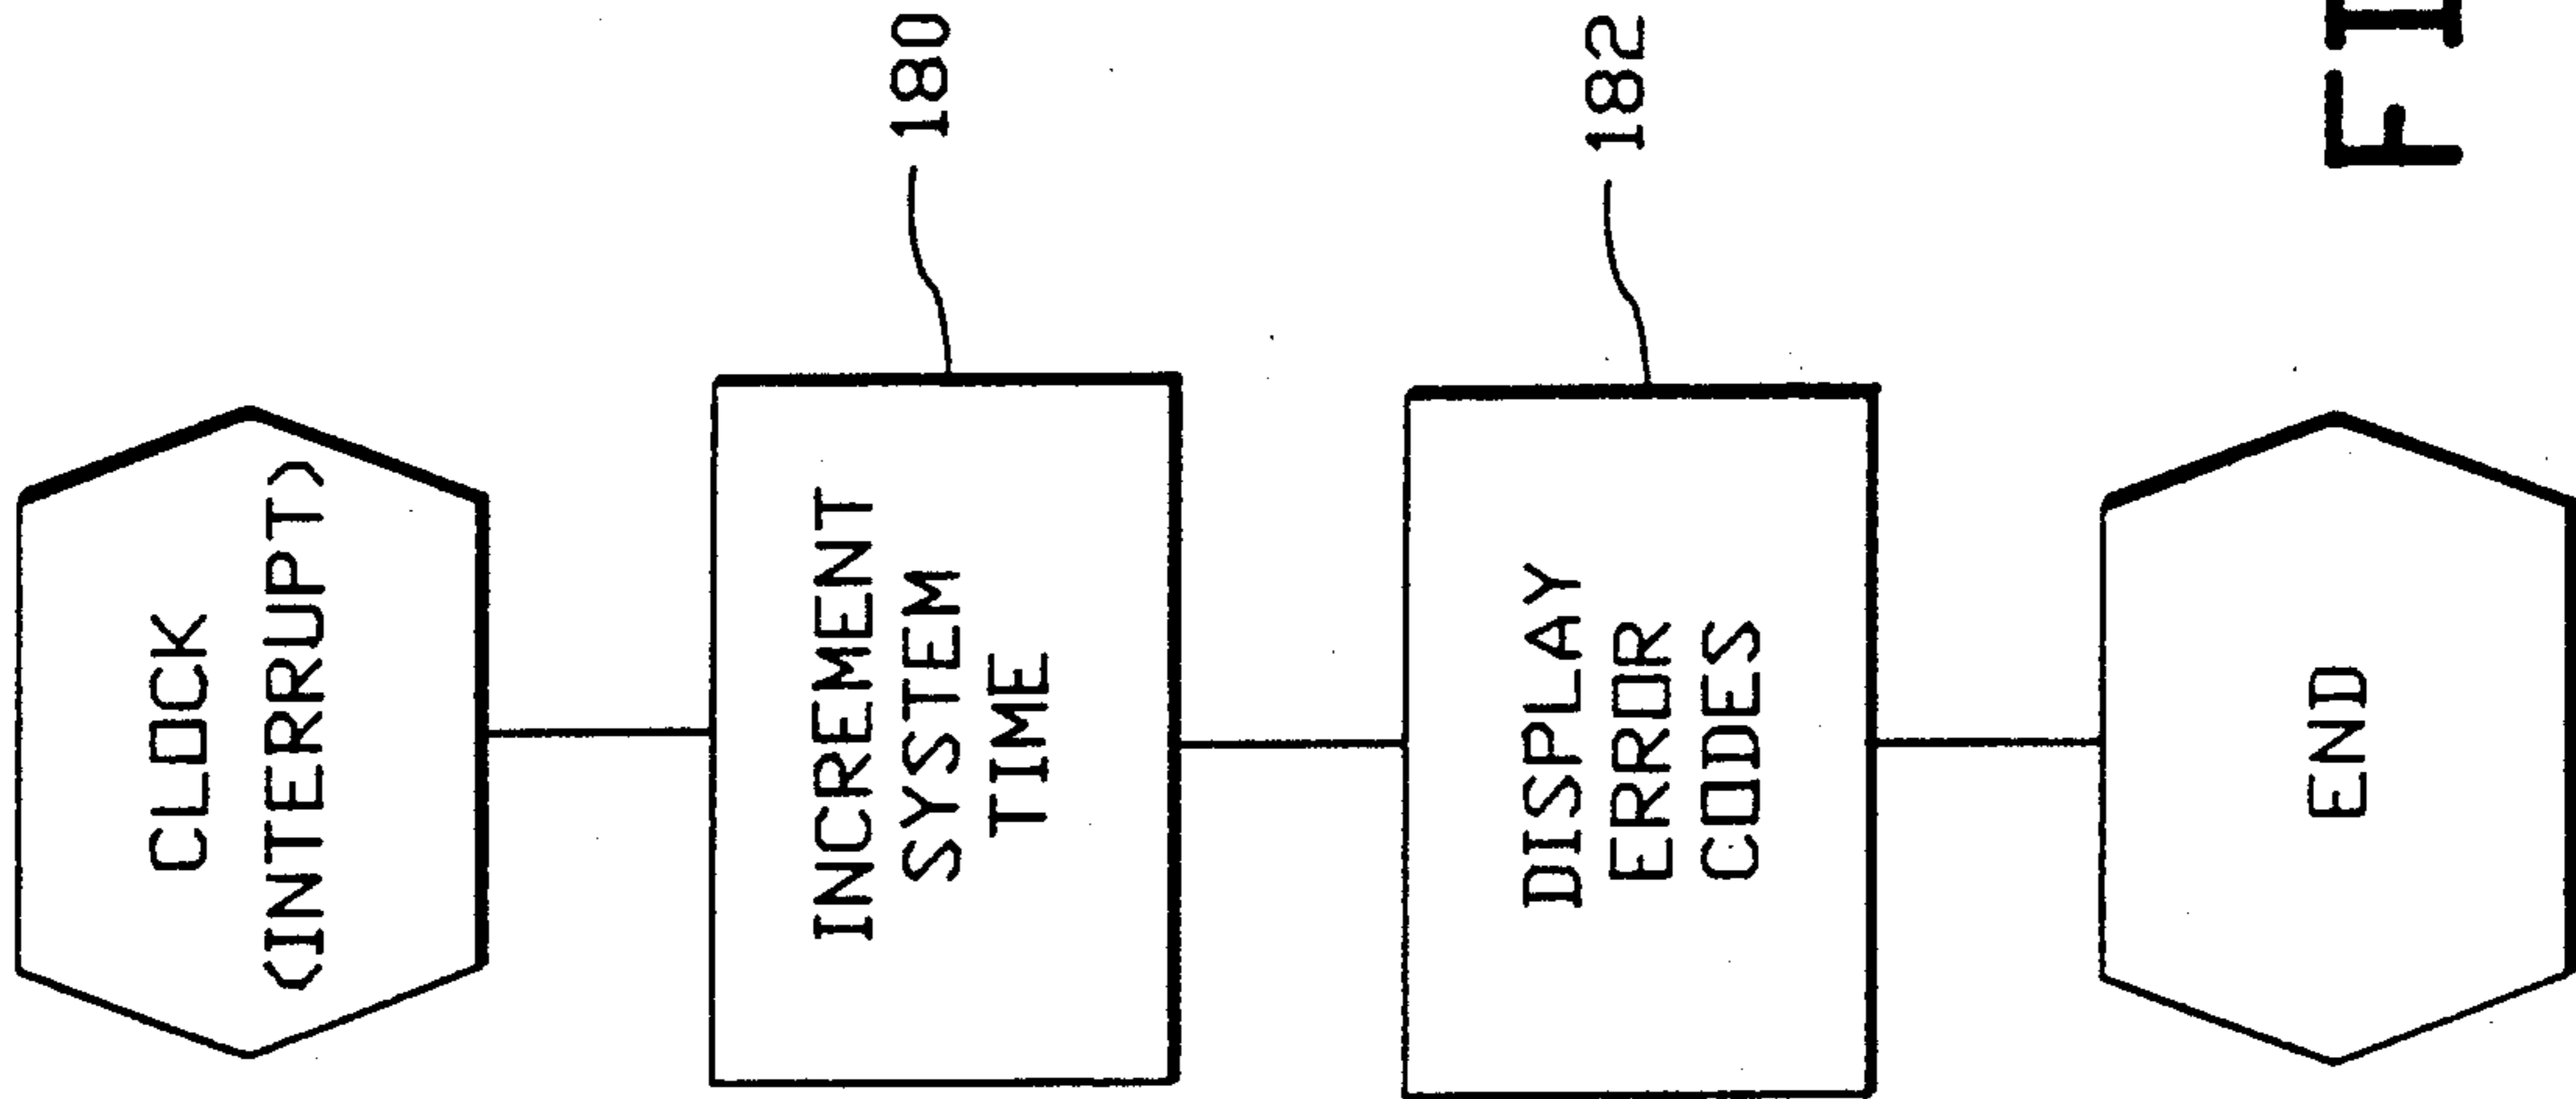 CLOCK
(INTERRUPT)
INCREMENT
SYSTEM
TIME
180
DISPLAY
ERROR
CODES
182
END